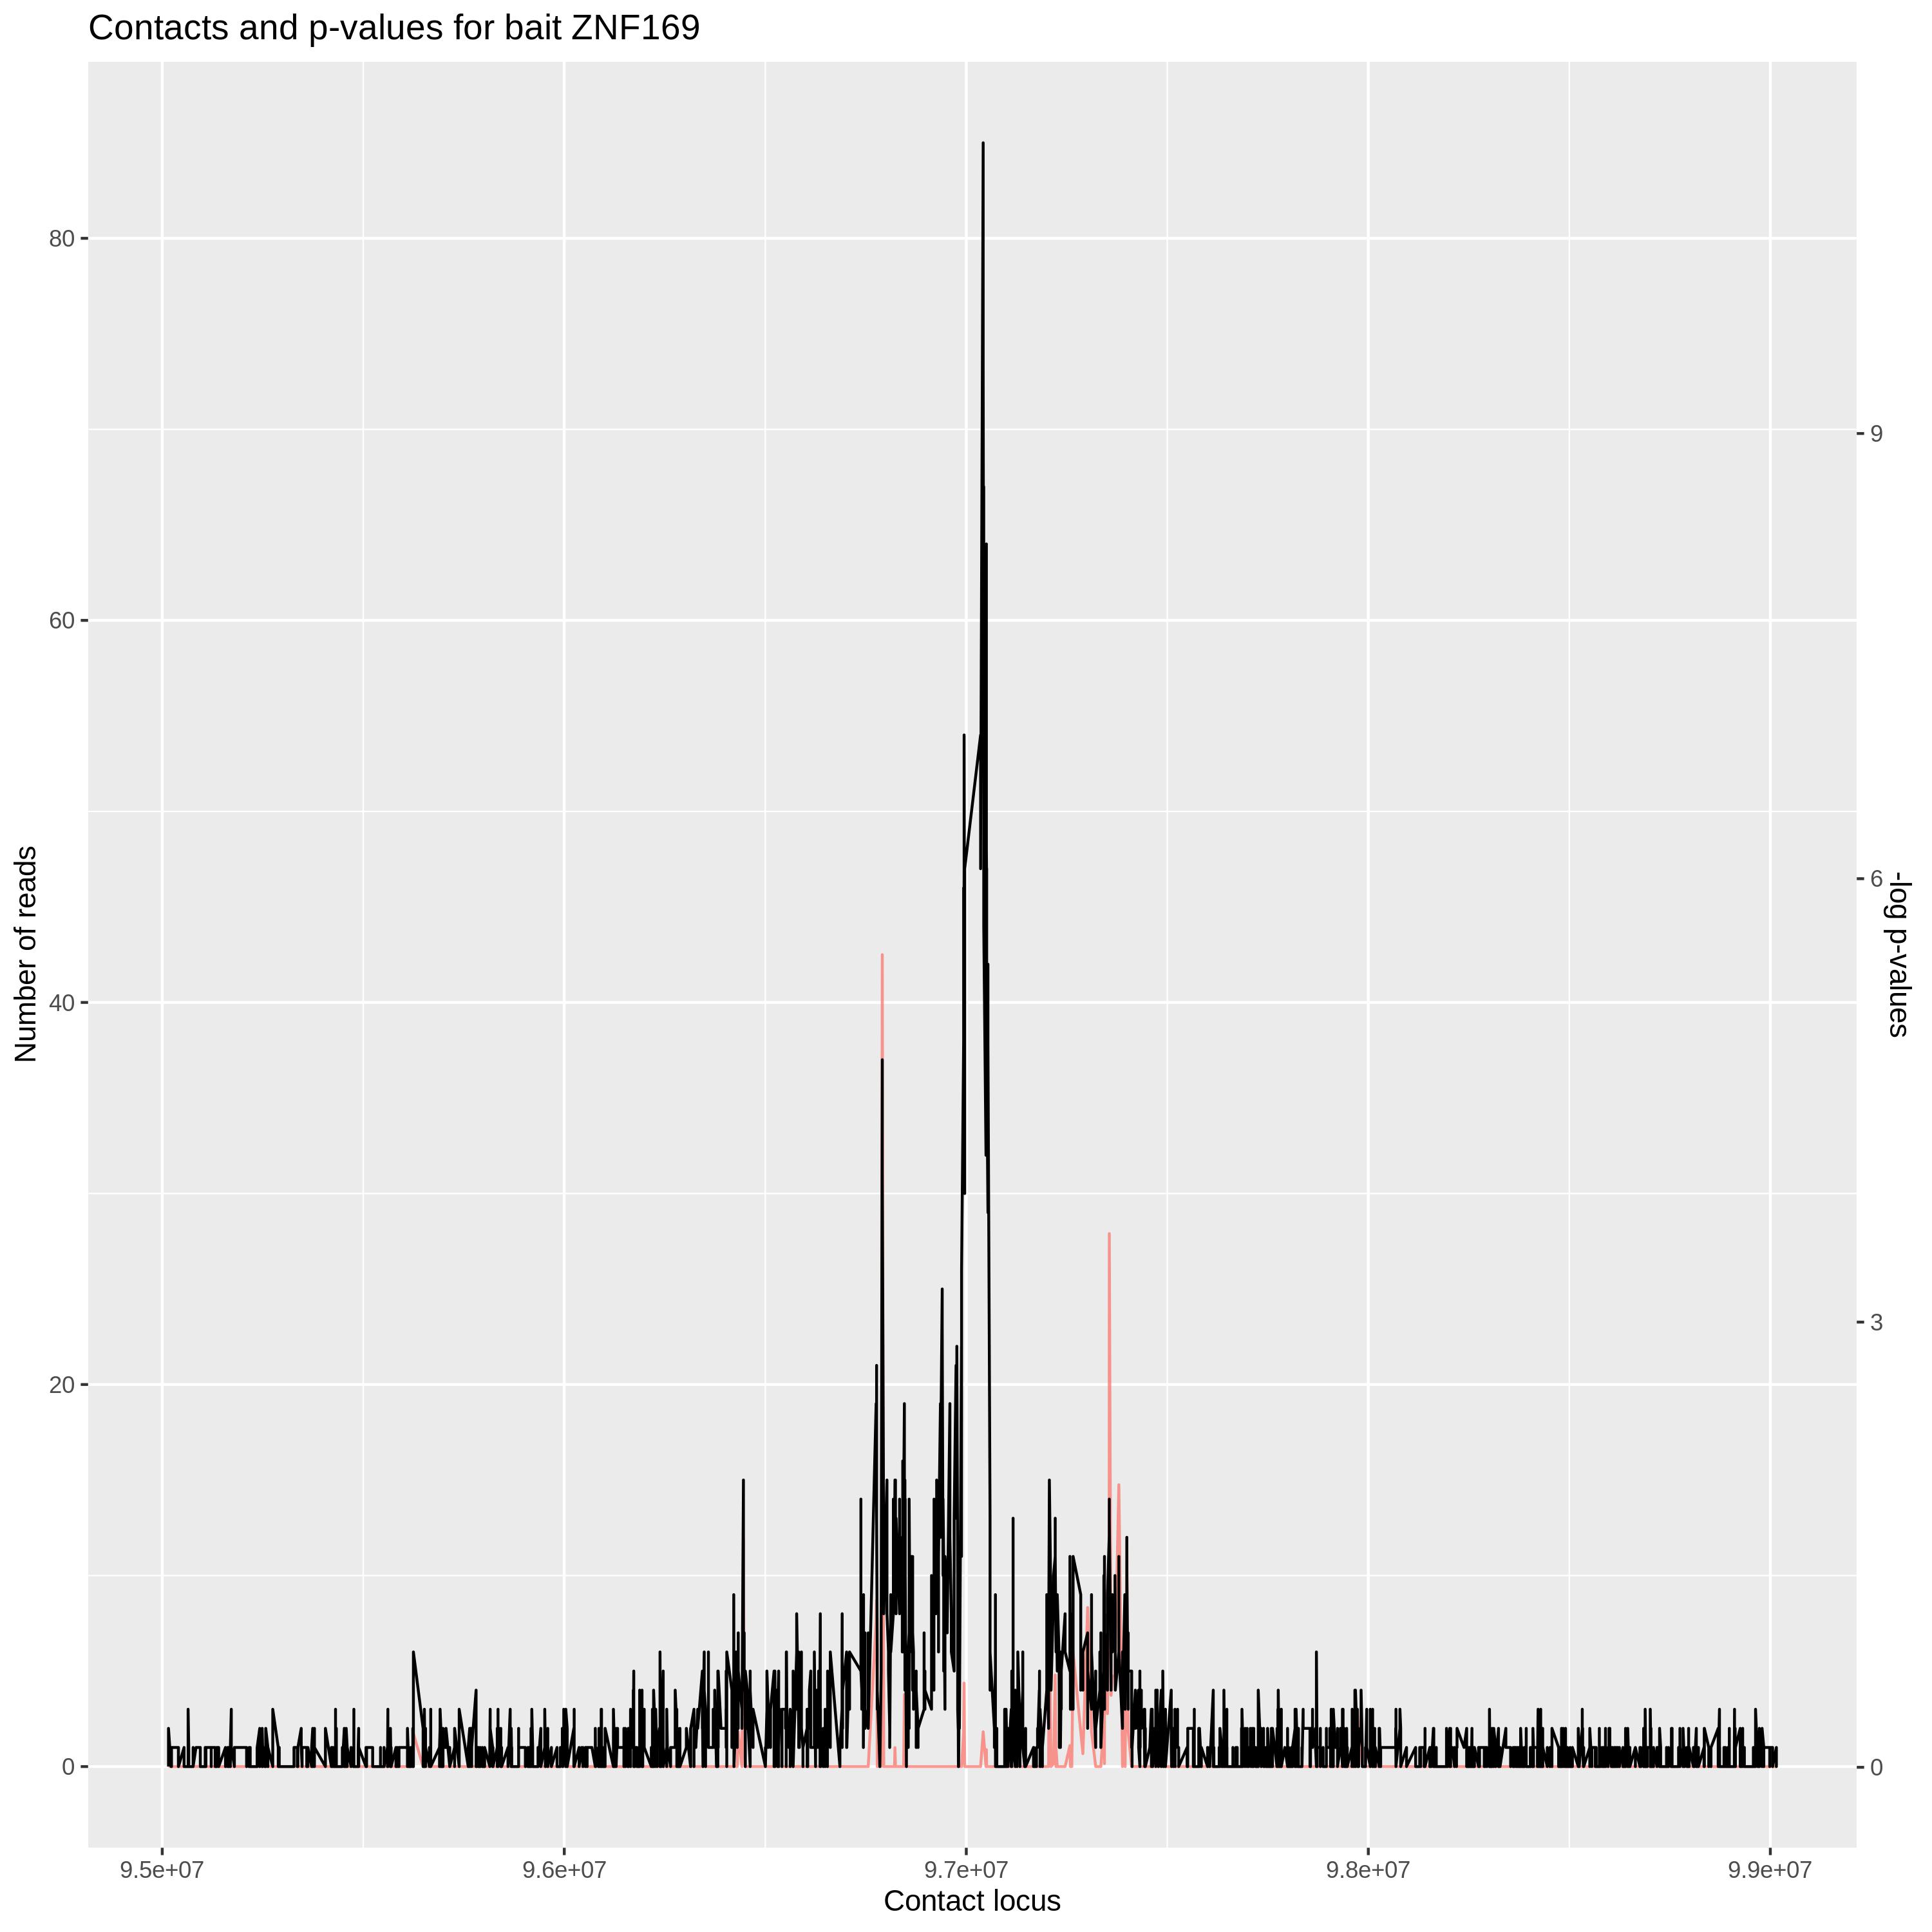 Contacts and p-values for bait ZNF169
Number of reads
80
60
40
20
0
9
6
3
0
-log p-values
9.5e+07
9.6e+07
9.7e+07
9.8e+07
9.9e+07
Contact locus